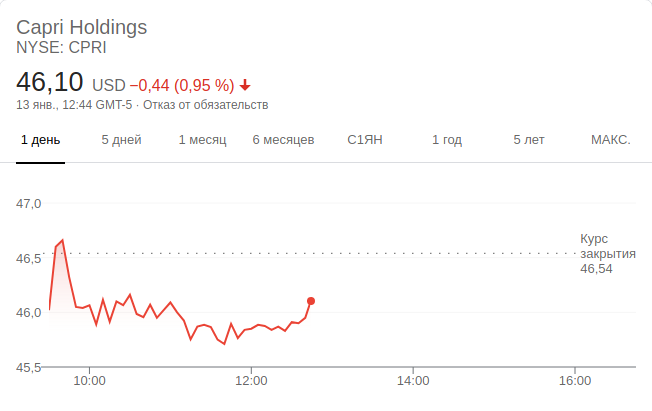 Capri Holdings
NYSE: CPRI
46,10 USD −0,44 (0,95 %)
13 янв., 12:44 GMT-5 · Отказ от обязательств
1 день 5 дней 1 месяц 6 месяцев С1ЯН 1 год 5 лет МАКС.
47,0
Курс
закрытия
46,54
46,5
46,0
45,5
10:00 12:00 14:00 16:00